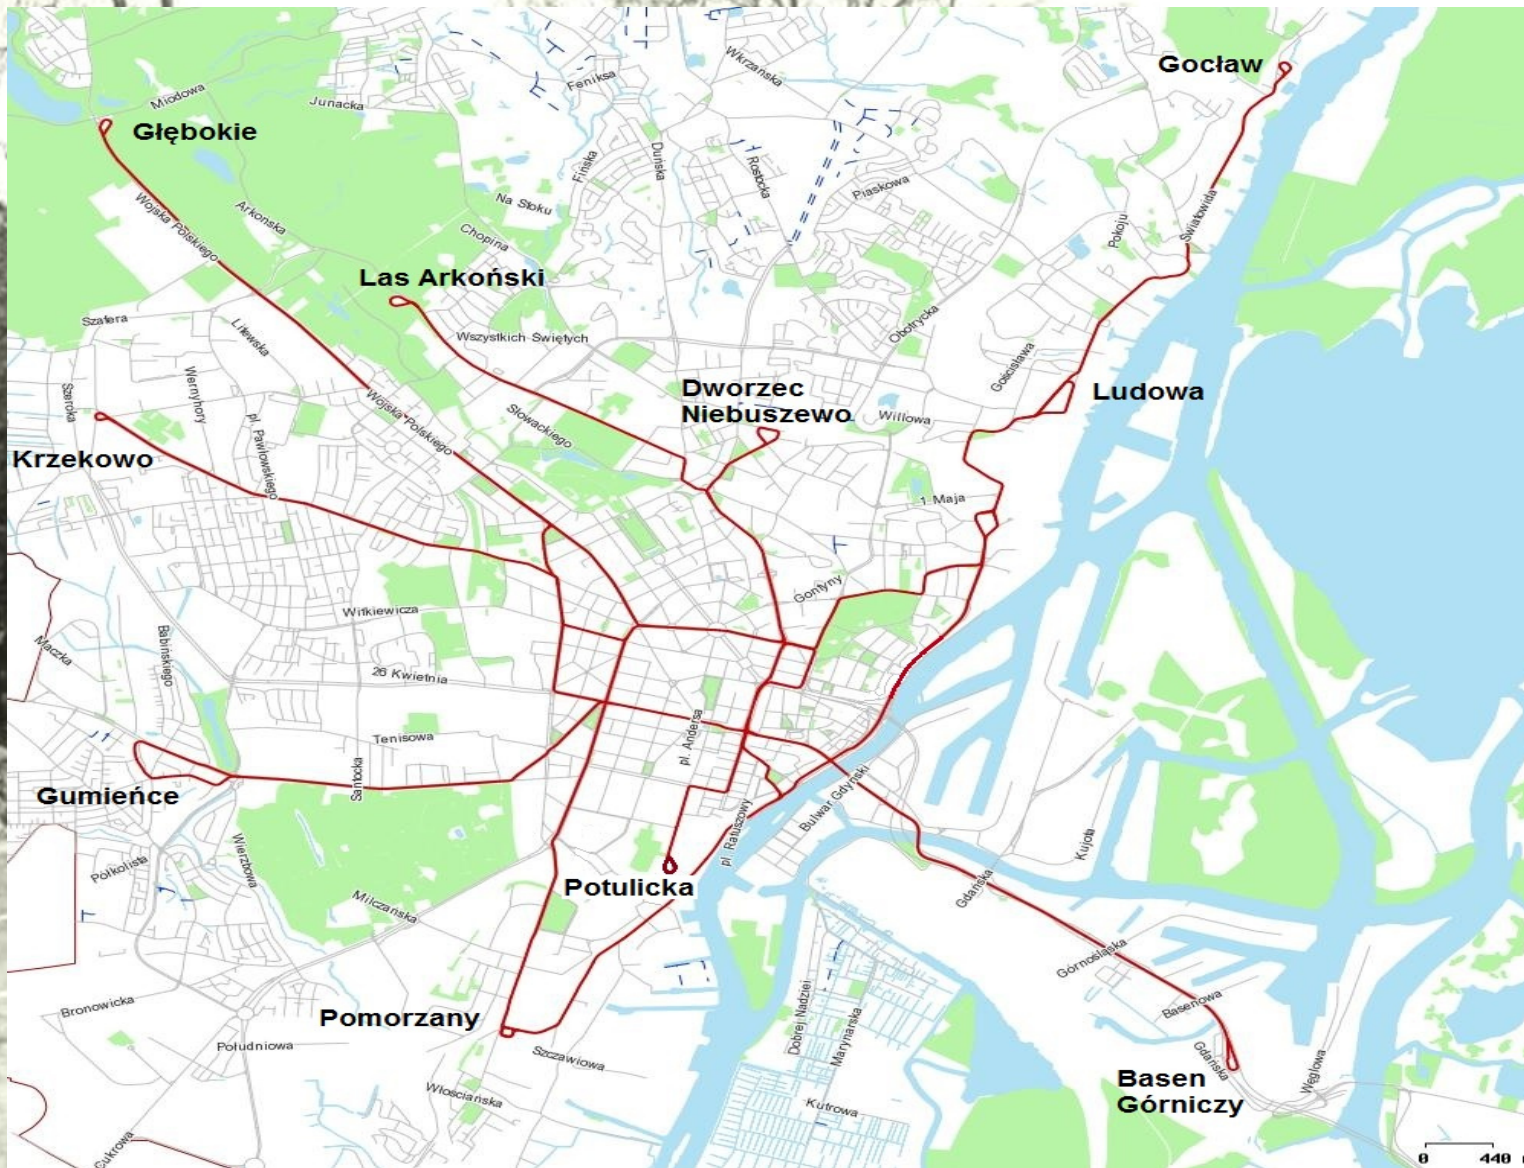 Gocław
Wkrzańska
Feniksa
Miodowa
Junacka
Głębokie
Duńska
Rostocka
Fińska
Piaskowa
Wojska Polskiego
Arkońska
Na Stoku
Chopina
Pokoju
Światowida
Las Arkoński
Szafera
Litewska
Wszystkich Świętych
Obotrycka
Gościsława
Szeroka
Wernyhory
pl. Pawłowskiego
Wojska Polskiego
Słowackiego
Dworzec
Niebuszewo
Willowa
Ludowa
Krzekowo
1 Maja
Gontyny
Witkiewicza
Maczka
Babińskiego
26 Kwietnia
Tenisowa
pl. Andersa
Santocka
Gumieńce
pl. Ratuszowy
Bulwar Gdyński
Kujota
Półkolista
Wierzbowa
Potulicka
Gdańska
Milczańska
Górnośląska
Bronowicka
Pomorzany
Dobrej Nadziei
Marynarska
Basenowa
Południowa
Szczawiowa
Gdańska
Węglowa
Włościańska
Basen
Górniczy
Kutrowa
Cukrowa
0 440